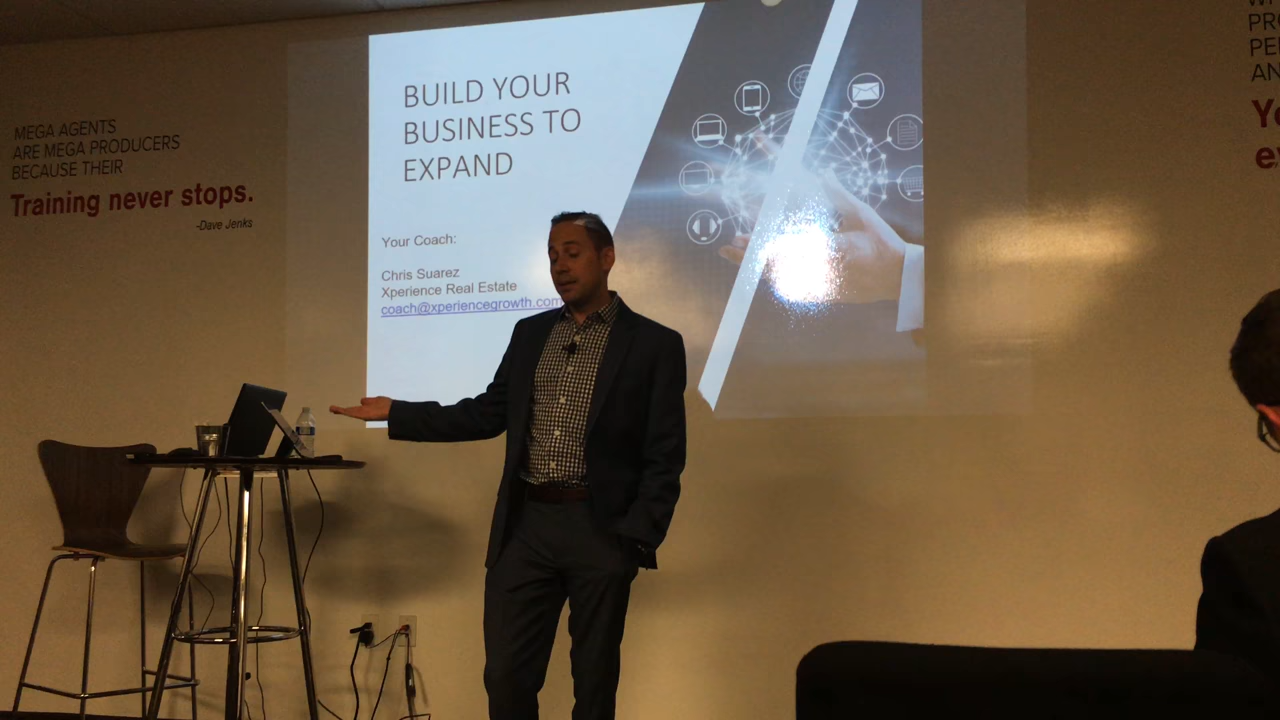 MEGA AGENTS
ARE MEGA PRODUCERS
BECAUSE THEIR
Training never stops.
-Dave Jenks
BUILD YOUR
BUSINESS TO
EXPAND
Your Coach:
Chris Suarez
Xperience Real Estate
coach@xperiencegrowth.com